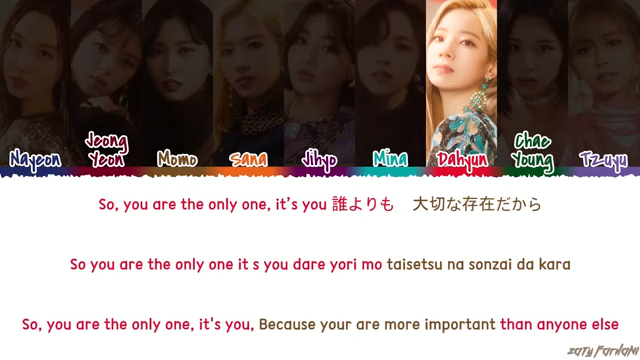 Nayeon
Jeong
Yeon
Momo
Sana
Jihyo
Mina
Dahyun
Chae
Young
Tzuyu
So, you are the only one, it's you 誰よりも 大切な存在だから
So you are the only one it s you dare yori mo taisetsu na sonzai da kara
So, you are the only one, it's you, Because your are more important than anyone else
ZATY FARHANI